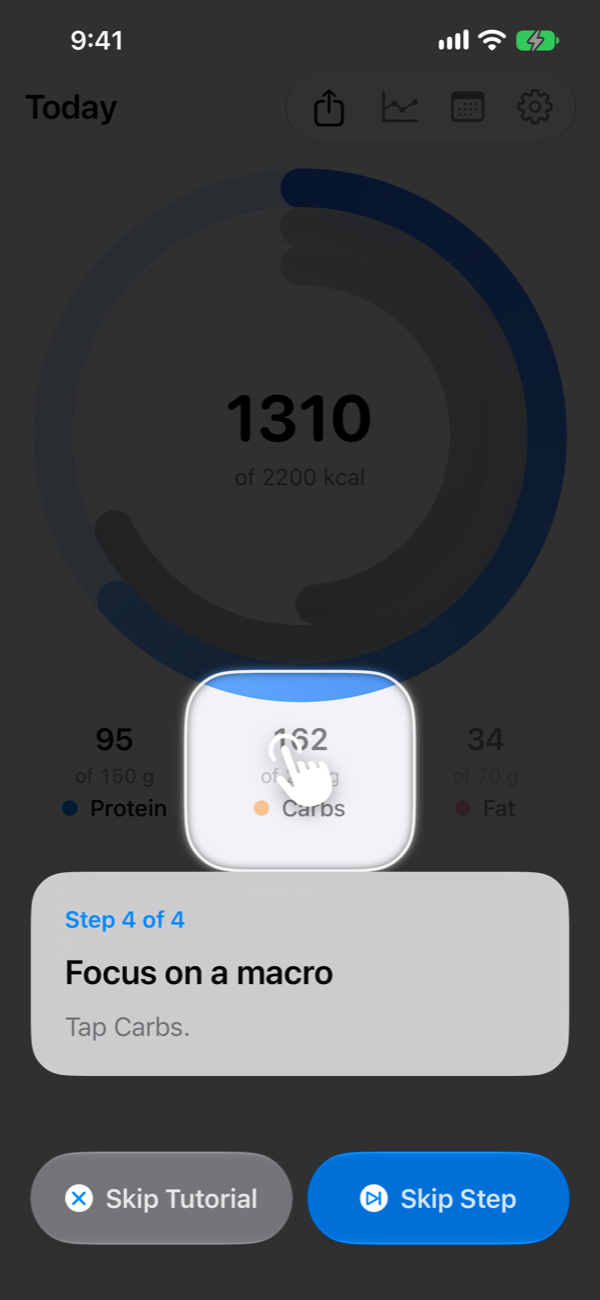 9:41
Today
1310
of 2200 kcal
95
162
34
of 150 g
of
g
of 70 g
Protein
Carbs
Fat
Step 4 of 4
Focus on a macro
Tap Carbs.
Skip Tutorial
Skip Step